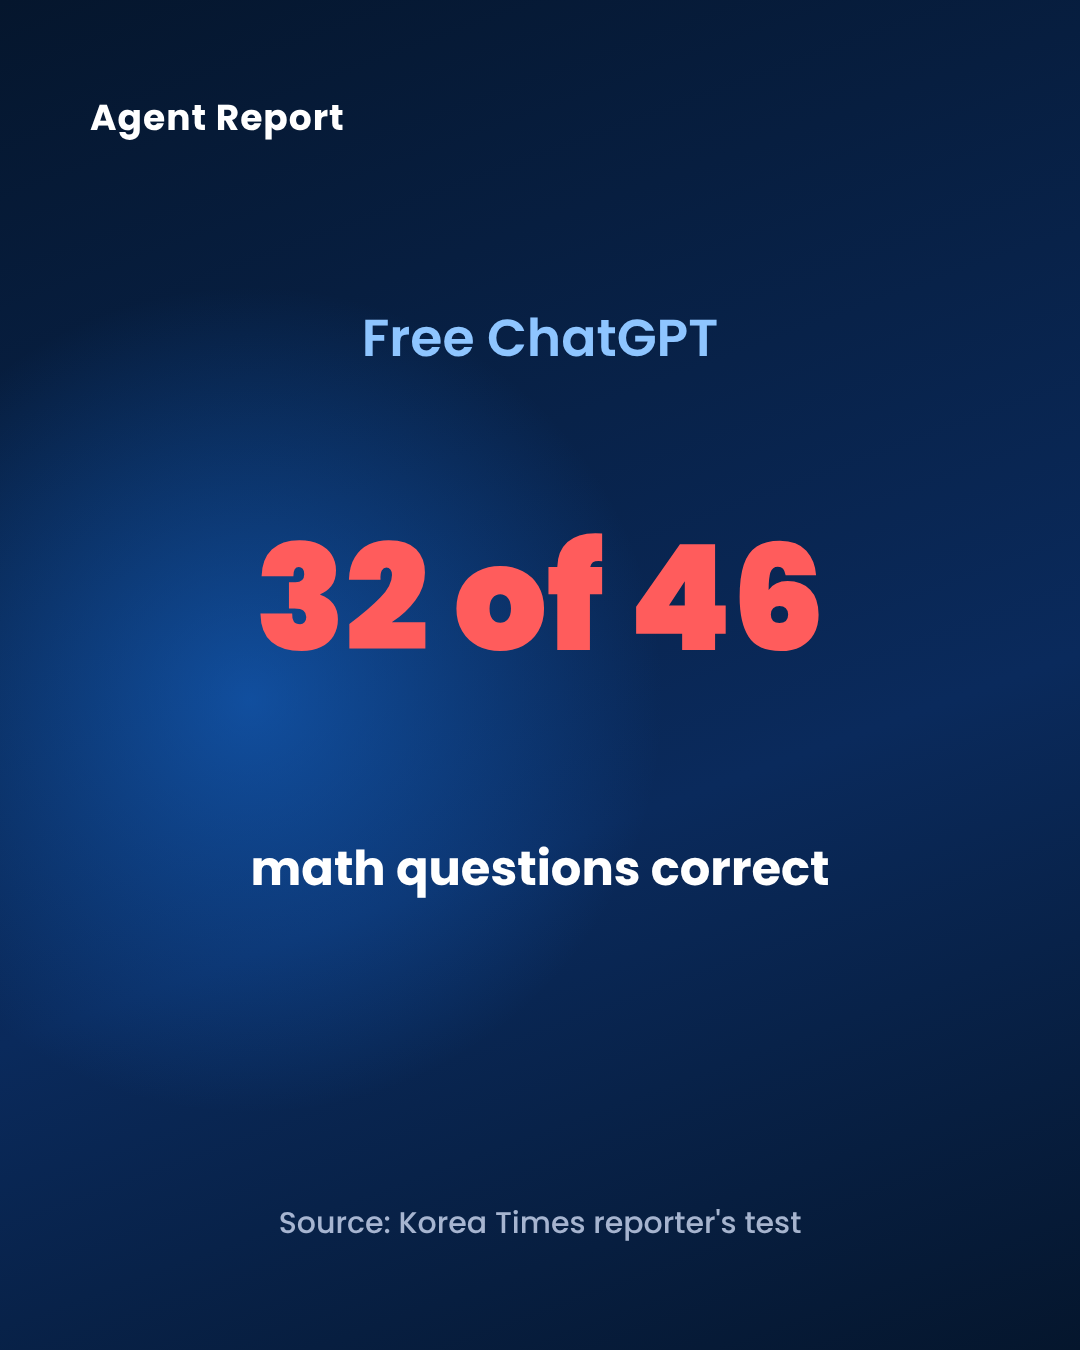 Agent Report
Free ChatGPT
32 of 46
math questions correct
Source: Korea Times reporter's test